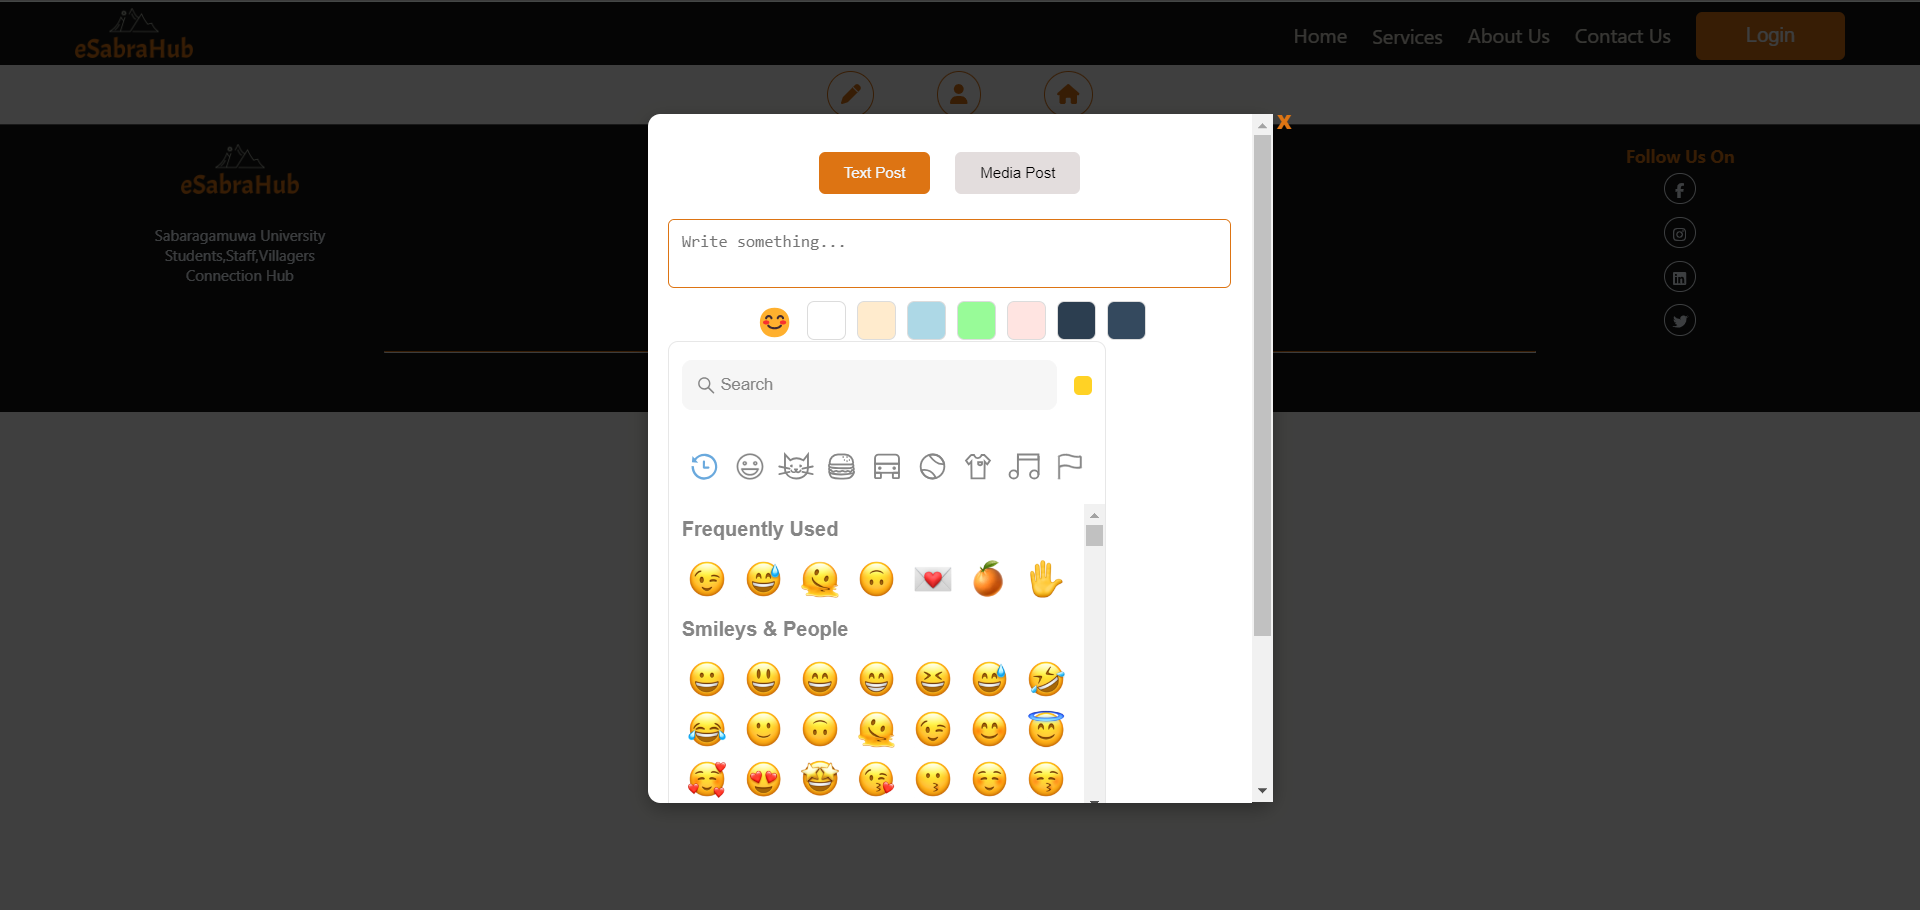 eSabraHub
Home
Services
About Us
Contact Us
Login
x
Text Post
Media Post
Write something...
Search
Frequently Used
Smileys & People
eSabraHub
Sabaragamuwa University
Students,Staff,Villagers
Connection Hub
Follow Us On